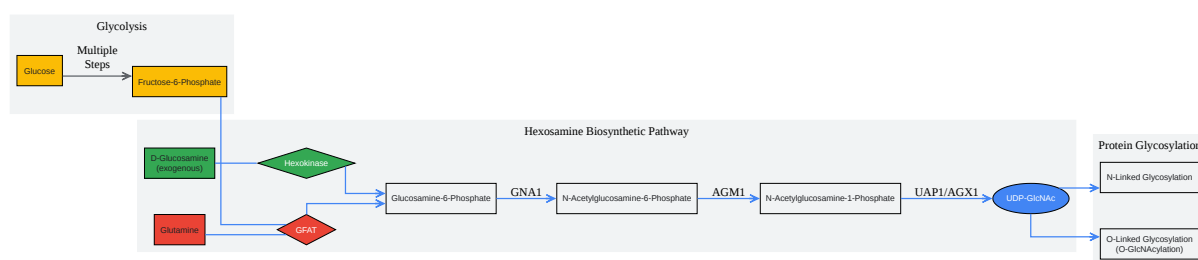 Glycolysis
Multiple
Steps
Glucose
Fructose-6-Phosphate
Hexosamine Biosynthetic Pathway
D-Glucosamine
(exogenous)
Hexokinase
Glucosamine-6-Phosphate
GNA1
N-Acetylglucosamine-6-Phosphate
AGM1
N-Acetylglucosamine-1-Phosphate
UAP1/AGX1
UDP-GlcNAc
Glutamine
GFAT
Protein Glycosylation
N-Linked Glycosylation
O-Linked Glycosylation
(O-GlcNAcylation)